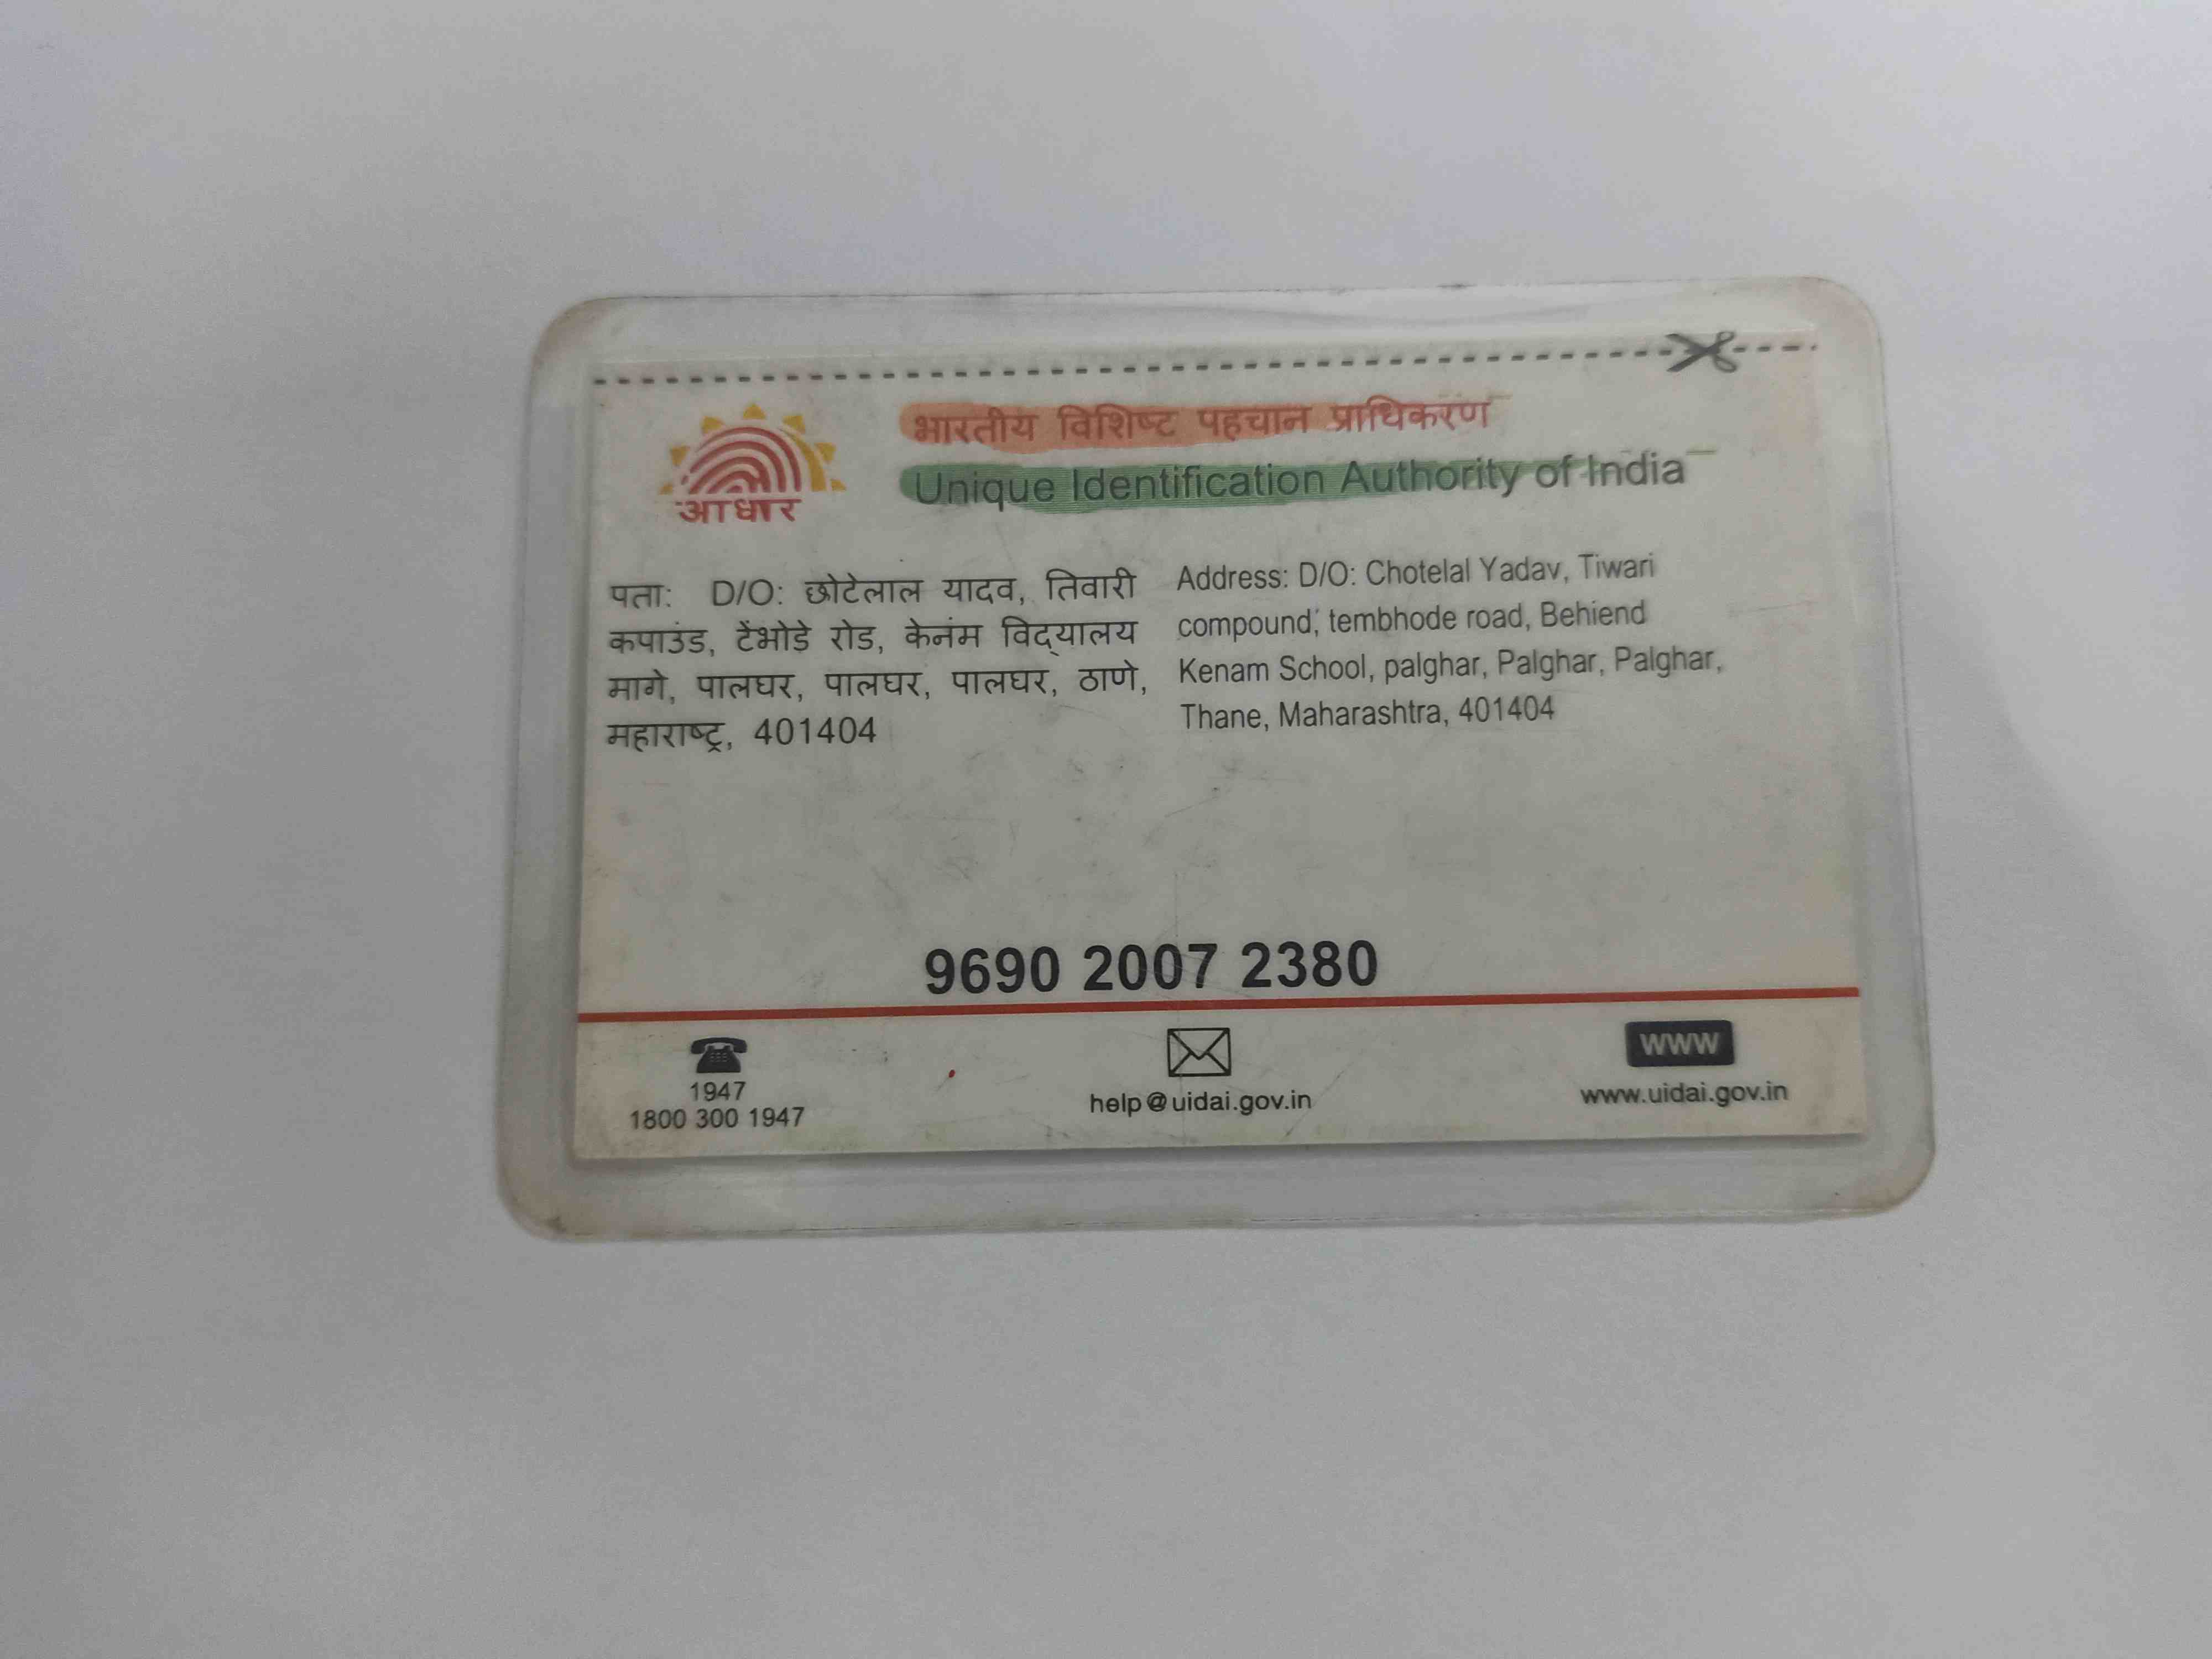 भारतीय विशिष्ट पहचान प्राधिकरण
Unique Identification Authority of India
आधार
पता: D/O: छोटेलाल यादव, तिवारी
कपाउंड, टेंभोडे रोड, केनंम विद्यालय
मागे, पालघर, पालघर, पालघर, ठाणे,
महाराष्ट्र, 401404
Address: D/O: Chotelal Yadav, Tiwari
compound, tembhode road, Behiend
Kenam School, palghar, Palghar, Palghar,
Thane, Maharashtra, 401404
9690 2007 2380
1947
1800 300 1947
help@uidai.gov.in
WWW
www.uidai.gov.in